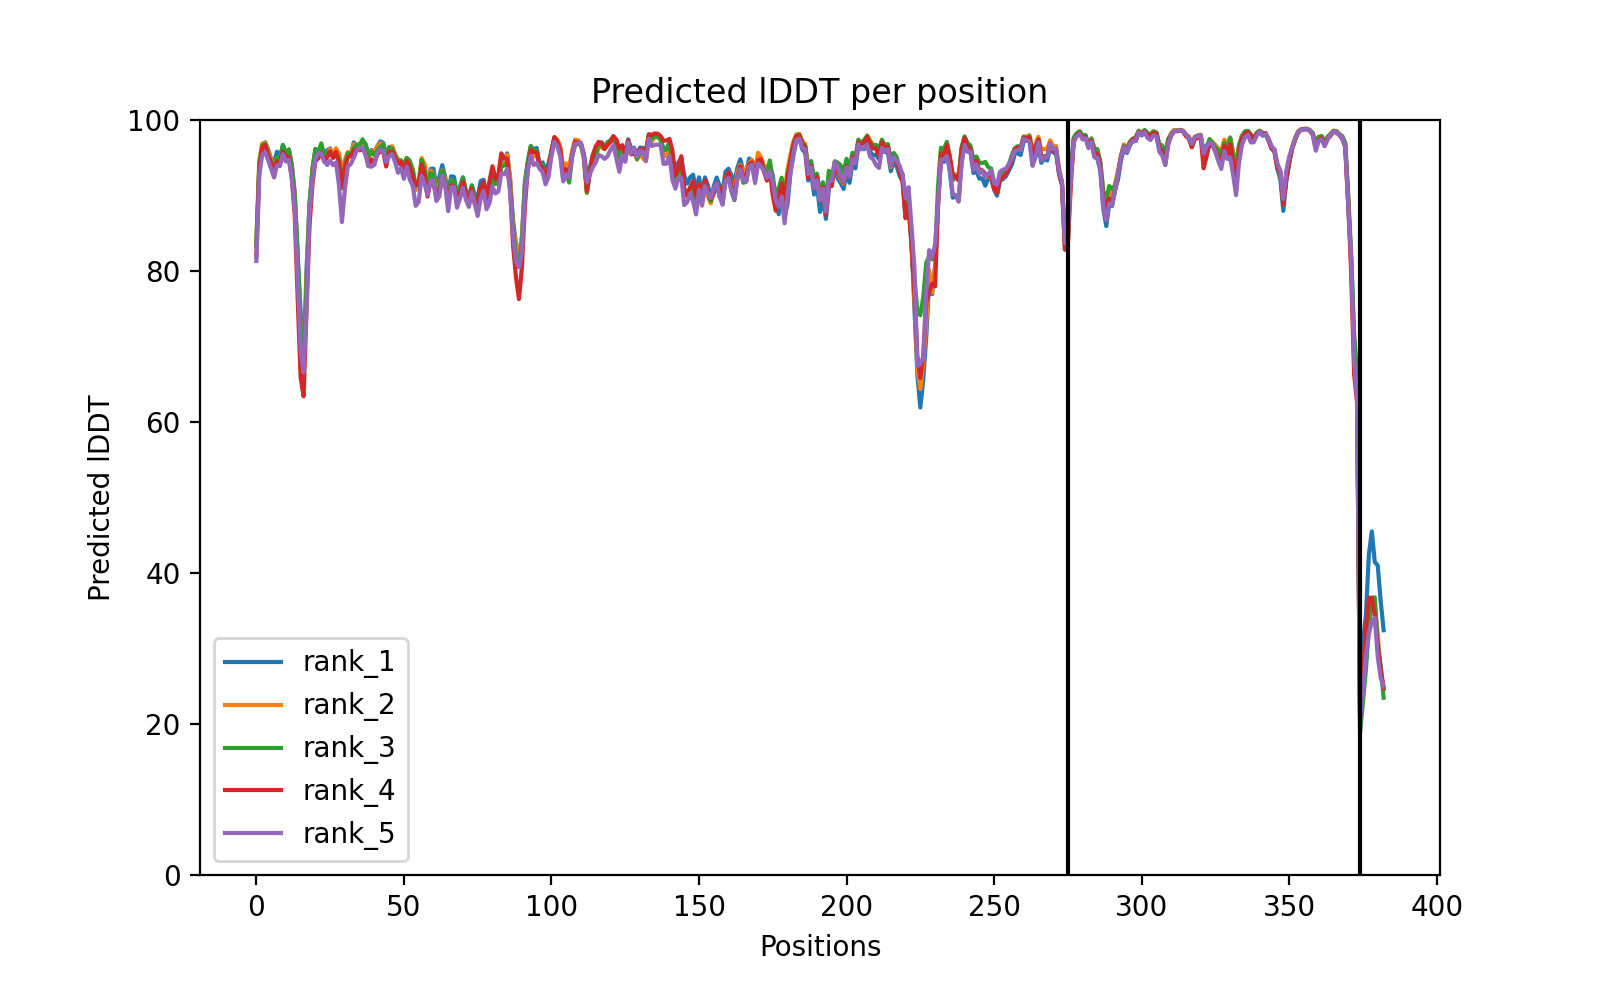 Predicted lDDT per position
100
80
60
40
20
0
Predicted lDDT
rank_1
rank_2
rank_3
rank_4
rank_5
0 50 100 150 200 250 300 350 400
Positions